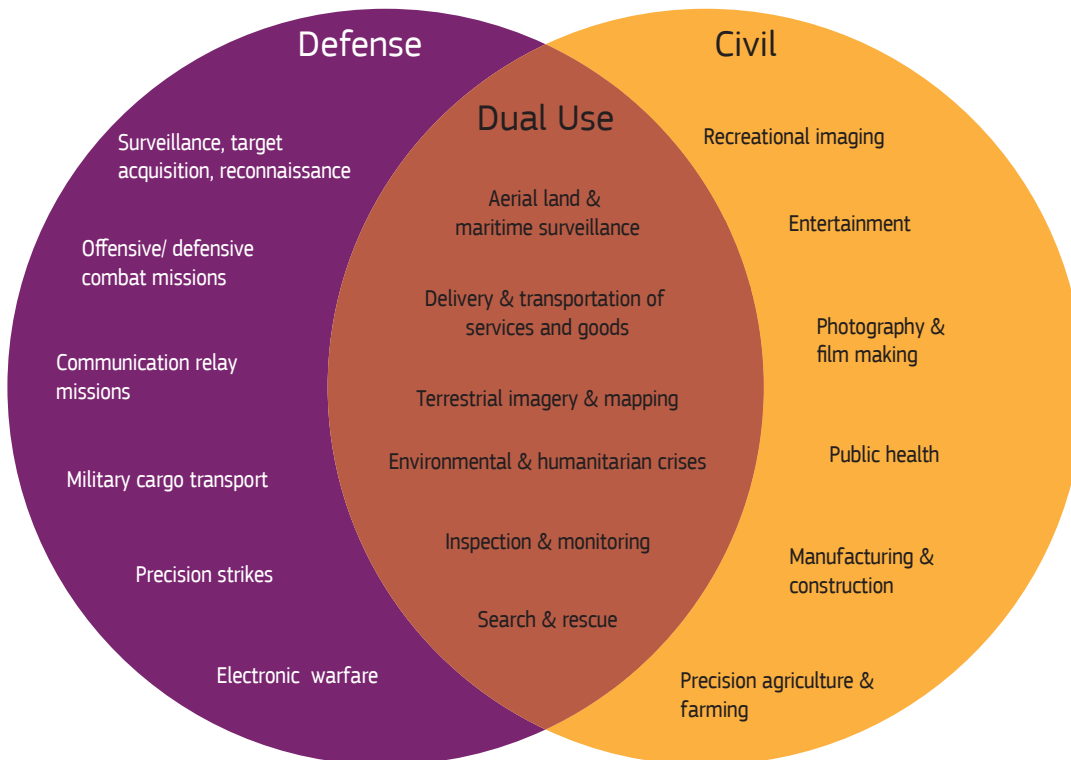 Defense
Surveillance, target
acquisition, reconnaissance
Offensive/ defensive
combat missions
Communication relay
missions
Military cargo transport
Precision strikes
Electronic warfare
Dual Use
Aerial land &
maritime surveillance
Delivery & transportation of
services and goods
Terrestrial imagery & mapping
Environmental & humanitarian crises
Inspection & monitoring
Search & rescue
Civil
Recreational imaging
Entertainment
Photography &
film making
Public health
Manufacturing &
construction
Precision agriculture &
farming